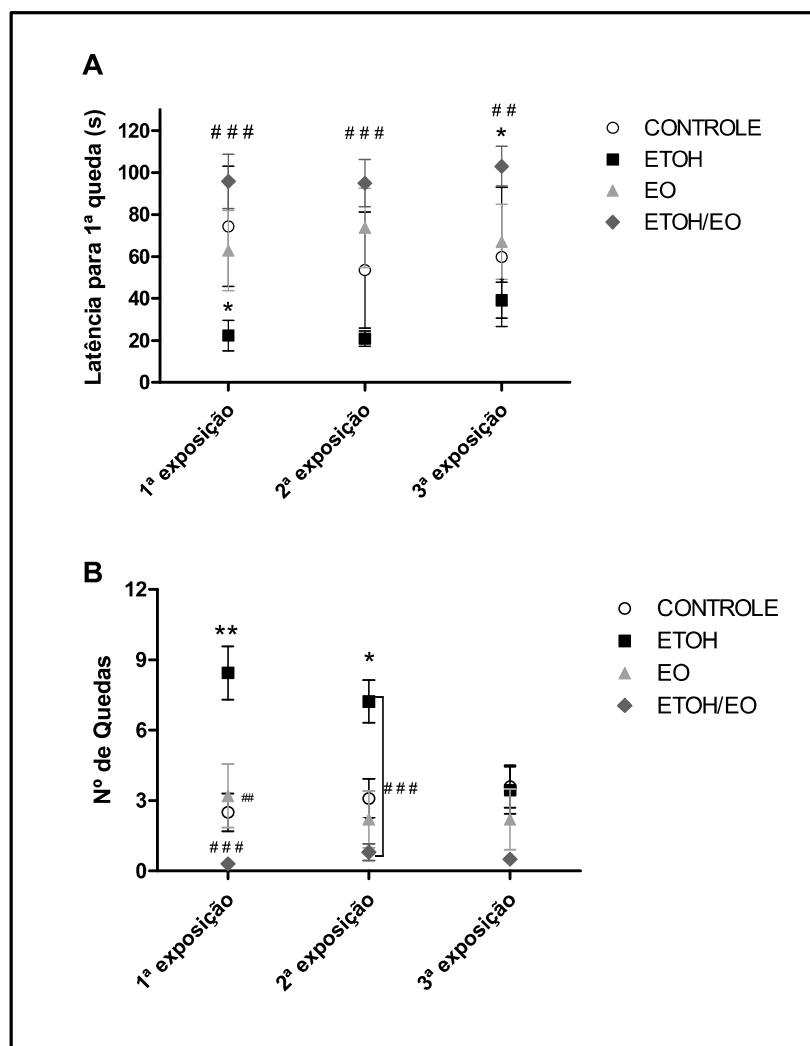 A
Latência para 1ª queda (s)
120
100
80
60
40
20
0
# # #
# # #
# #
*
*
1ª exposição
2ª exposição
3ª exposição
CONTROLE
ETOH
EO
ETOH/EO
B
Nº de Quedas
12
9
6
3
0
**
*
##
# # #
# # #
1ª exposição
2ª exposição
3ª exposição
CONTROLE
ETOH
EO
ETOH/EO